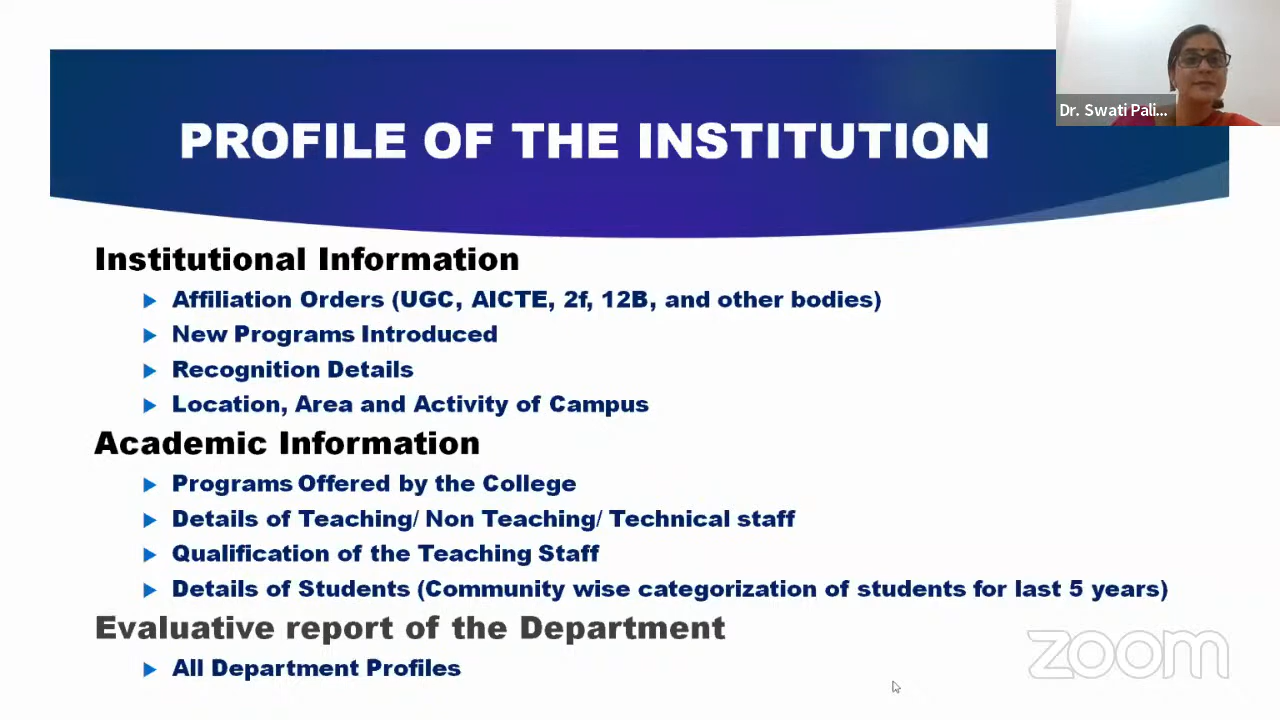 Dr. Swati Pali...
PROFILE OF THE INSTITUTION
Institutional Information
Affiliation Orders (UGC, AICTE, 2f, 12B, and other bodies)
New Programs Introduced
Recognition Details
Location, Area and Activity of Campus
Academic Information
Programs Offered by the College
Details of Teaching/ Non Teaching/ Technical staff
Qualification of the Teaching Staff
Details of Students (Community wise categorization of students for last 5 years)
Evaluative report of the Department
All Department Profiles
zoom